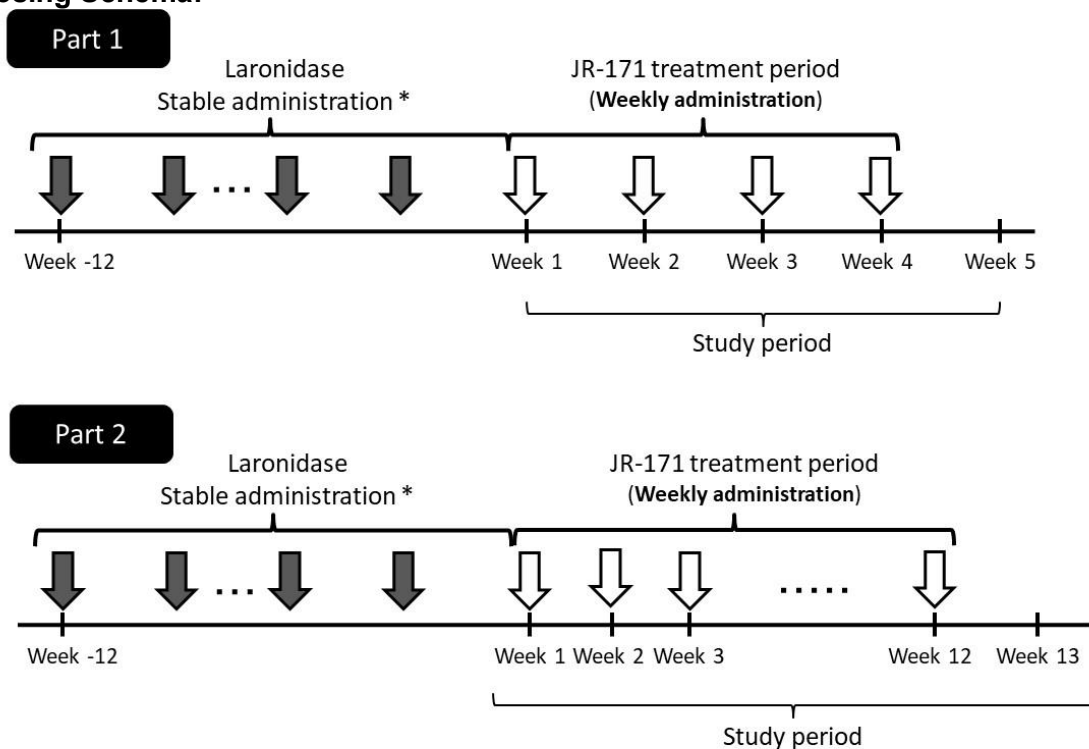 Dosing Schema:
Part 1
Laronidase
Stable administration *
JR-171 treatment period
(Weekly administration)
...
Week -12
Week 1
Week 2
Week 3
Week 4
Week 5
Study period
Part 2
Laronidase
Stable administration *
JR-171 treatment period
(Weekly administration)
...
.....
Week -12
Week 1
Week 2
Week 3
Week 12
Week 13
Study period